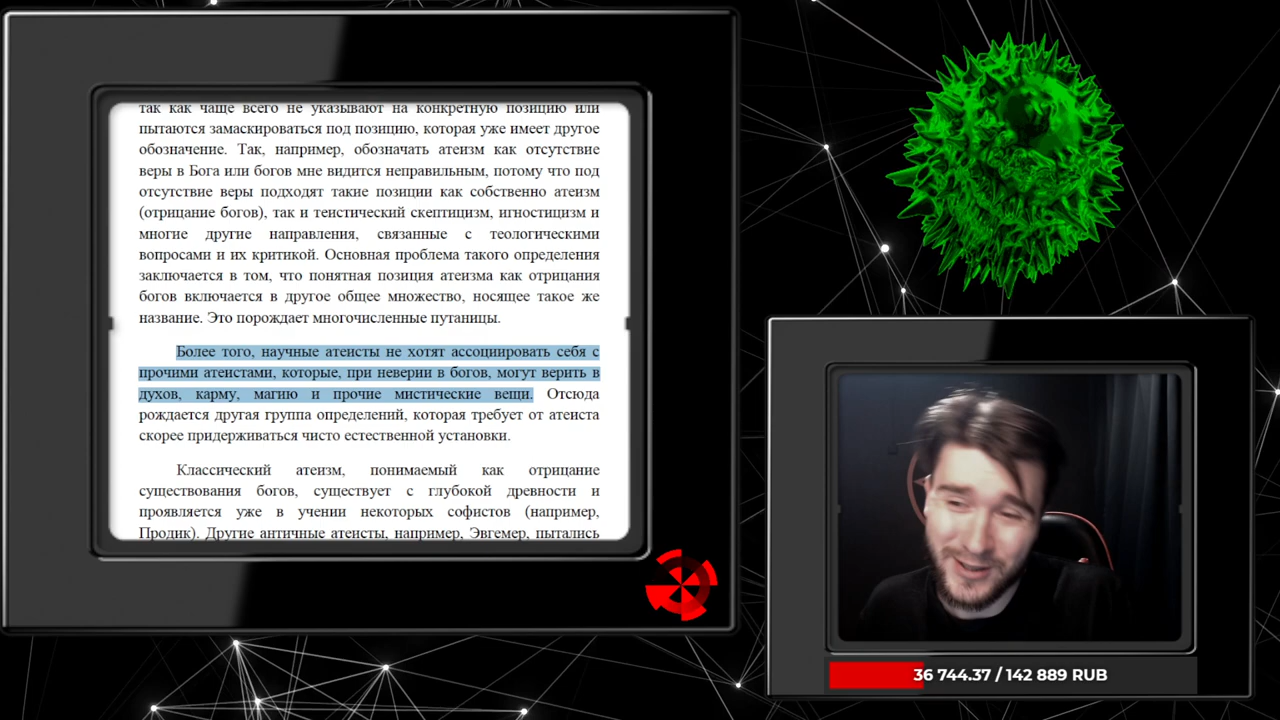 так как чаще всего не указывают на конкретную позицию или
пытаются замаскироваться под позицию, которая уже имеет другое
обозначение. Так, например, обозначать атеизм как отсутствие
веры в Бога или богов мне видится неправильным, потому что под
отсутствие веры подходят такие позиции как собственно атеизм
(отрицание богов), так и теистический скептицизм, игностицизм и
многие другие направления, связанные с теологическими
вопросами и их критикой. Основная проблема такого определения
заключается в том, что понятная позиция атеизма как отрицания
богов включается в другое общее множество, носящее такое же
название. Это порождает многочисленные путаницы.
Более того, научные атеисты не хотят ассоциировать себя с
прочими атеистами, которые, при неверии в богов, могут верить в
духов, карму, магию и прочие мистические вещи. Отсюда
рождается другая группа определений, которая требует от атеиста
скорее придерживаться чисто естественной установки.
Классический атеизм, понимаемый как отрицание
существования богов, существует с глубокой древности и
проявляется уже в учении некоторых софистов (например,
Продик). Другие античные атеисты, например, Эвгемер, пытались
36 744.37 / 142 889 RUB